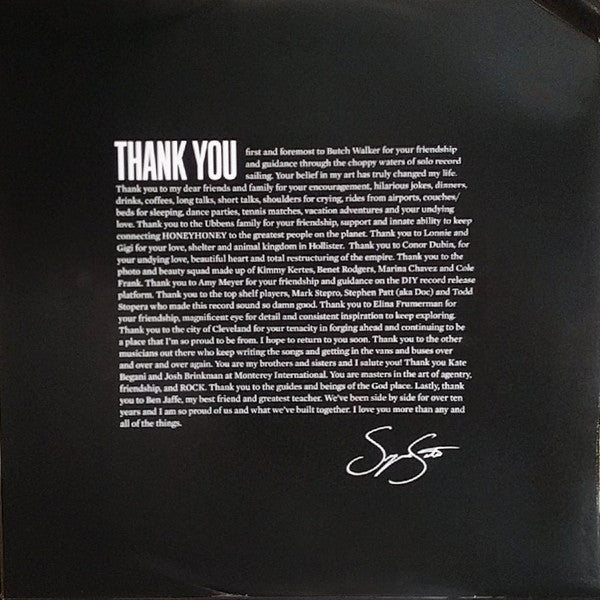 THANK YOU first and foremost to Butch Walker for your friendship
and guidance through the choppy waters of solo record
sailing. Your belief in my art has truly changed my life.
Thank you to my dear friends and family for your encouragement, hilarious jokes, dinners,
drinks, coffees, long talks, short talks, shoulders for crying, rides from airports, couches/
beds for sleeping, dance parties, tennis matches, vacation adventures and your undying
love. Thank you to the Ubbens family for your friendship, support and innate ability to keep
connecting HONEYHONEY to the greatest people on the planet. Thank you to Lonnie and
Gigi for your love, shelter and animal kingdom in Hollister. Thank you to Conor Dubin, for
your undying love, beautiful heart and total restructuring of the empire. Thank you to the
photo and beauty squad made up of Kimmy Kertes, Benet Rodgers, Marina Chavez and Cole
Frank. Thank you to Amy Meyer for your friendship and guidance on the DIY record release
platform. Thank you to the top shelf players, Mark Stepro, Stephen Patt (ska Doc) and Todd
Stopera who made this record sound so damn good. Thank you to Elina Frumerman for
your friendship, magnificent eye for detail and consistent inspiration to keep exploring.
Thank you to the city of Cleveland for your tenacity in forging ahead and continuing to be
a place that I'm so proud to be from. I hope to return to you soon. Thank you to the other
musicians out there who keep writing the songs and getting in the vans and buses over
and over and over again. You are my brothers and sisters and I salute you! Thank you Kate
Begani and Josh Brinkman at Monterey International. You are masters in the art of agentry,
friendship, and ROCK. Thank you to the guides and beings of the God place. Lastly, thank
you to Ben Jaffe, my best friend and greatest teacher. We've been side by side for over ten
years and I am so proud of us and what we've built together. I love you more than any and
all of the things.